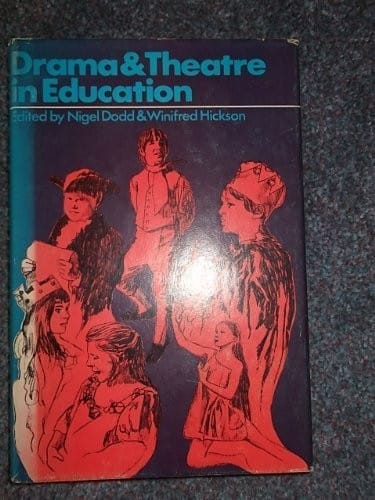 Drama & Theatre
in Education
Edited by Nigel Dodd & Winifred Hickson